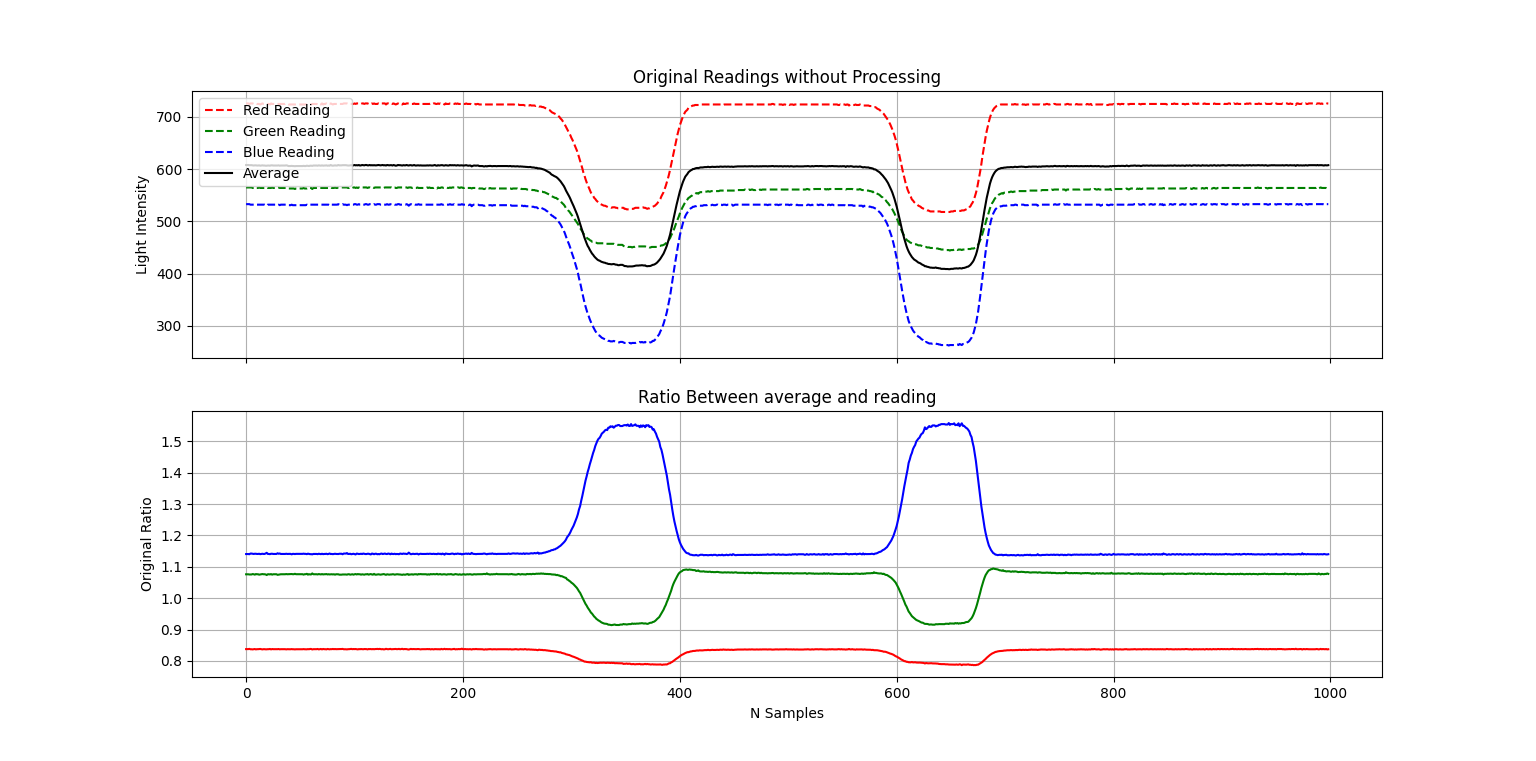 Original Readings without Processing
Light Intensity
700
600
500
400
300
Red Reading
Green Reading
Blue Reading
Average
Ratio Between average and reading
Original Ratio
1.5
1.4
1.3
1.2
1.1
1.0
0.9
0.8
0 200 400 600 800 1000
N Samples